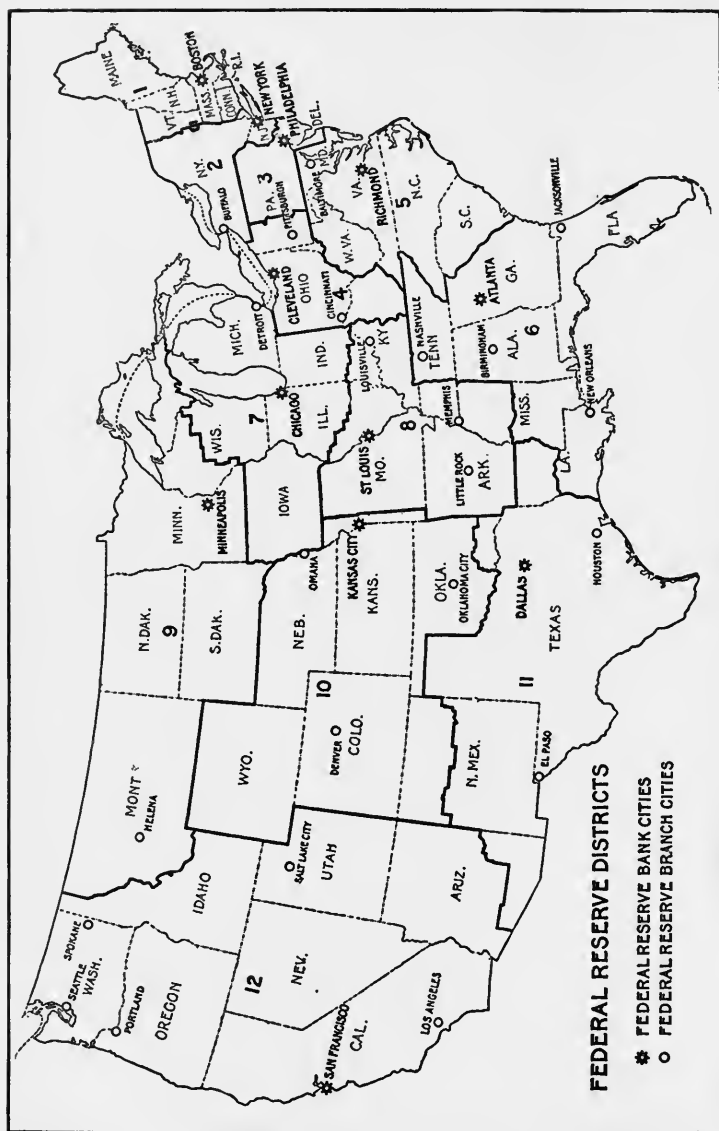 MAINE
1
VT.
N.H.
MASS.
BOSTON
CONN.
R.I.
N.Y.
2
BUFFALO
NEW YORK
N.J.
PHILADELPHIA
PA.
3
PITTSBURGH
DEL.
MD.
BALTIMORE
W.VA.
VA.
RICHMOND
5
N.C.
S.C.
CLEVELAND
OHIO
CINCINNATI
4
MICH.
DETROIT
IND.
LOUISVILLE
KY
NASHVILLE
TENN
ATLANTA
GA.
BIRMINGHAM
ALA.
6
JACKSONVILLE
FLA
WIS.
7
CHICAGO
ILL.
ST LOUIS
MO.
8
MEMPHIS
MISS.
LITTLE ROCK
ARK.
LA.
NEW ORLEANS
MINN.
MINNEAPOLIS
IOWA
N.DAK.
9
S.DAK.
NEB.
OMAHA
KANSAS CITY
KANS.
OKLA.
OKLAHOMA CITY
DALLAS
TEXAS
11
HOUSTON
EL PASO
MONT
HELENA
WYO.
10
DENVER
COLO.
N.MEX.
IDAHO
SALT LAKE CITY
UTAH
ARIZ.
SPOKANE
SEATTLE
WASH.
PORTLAND
OREGON
12
NEV.
SAN FRANCISCO
CAL.
LOS ANGELES
FEDERAL RESERVE DISTRICTS
FEDERAL RESERVE BANK CITIES
FEDERAL RESERVE BRANCH CITIES